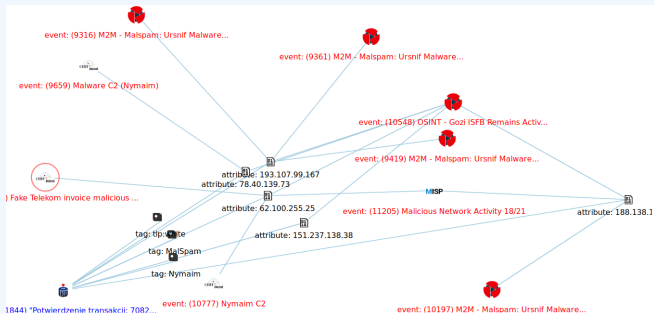 event: (9316) M2M - Malspam: Ursnif Malware...
event: (9361) M2M - Malspam: Ursnif Malware...
event: (9659) Malware C2 (Nymaim)
event: (10548) OSINT - Gozi ISFB Remains Activ...
event: (9419) M2M - Malspam: Ursnif Malware...
attribute: 193.107.99.167
attribute: 78.40.139.73
) Fake Telekom invoice malicious ...
MISP
attribute: 62.100.255.25
event: (11205) Malicious Network Activity 18/21
attribute: 188.138.1
tag: tlp:white
attribute: 151.237.138.38
tag: MalSpam
tag: Nymaim
event: (10777) Nymaim C2
1844) "Potwierdzenie transakcji: 7082...
event: (10197) M2M - Malspam: Ursnif Malware...